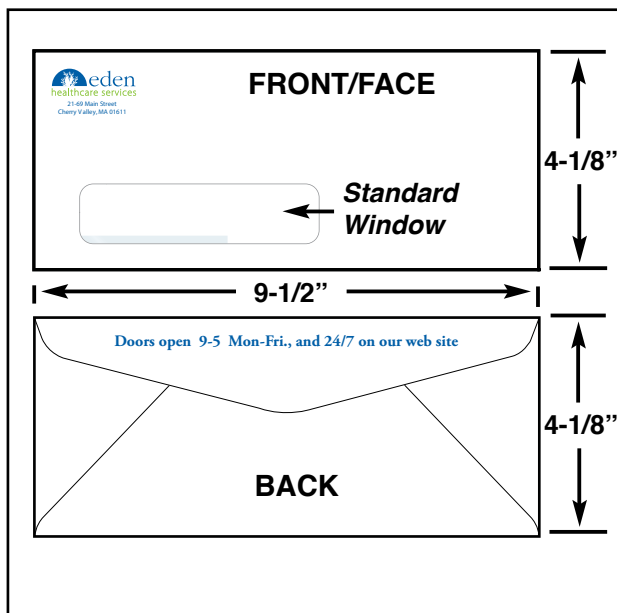 eden
healthcare services
21-69 Main Street
Cherry Valley, MA 01611
FRONT/FACE
4-1/8”
Standard
Window
9-1/2”
Doors open 9-5 Mon-Fri., and 24/7 on our web site
4-1/8”
BACK